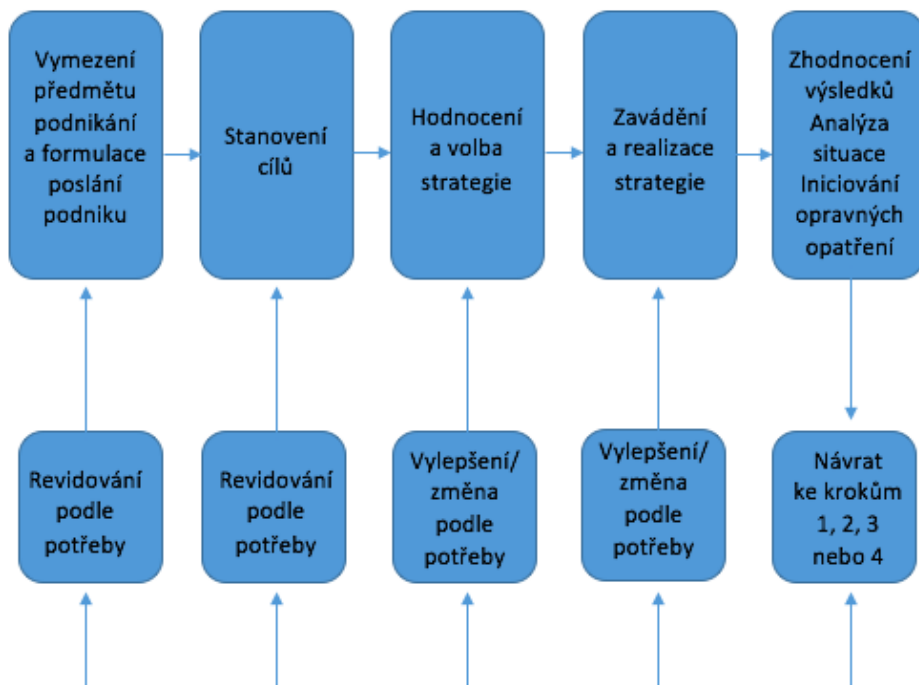 Vymezení
předmětu
podnikání
a formulace
poslání
podniku
Stanovení
cílů
Hodnocení
a volba
strategie
Zavádění
a realizace
strategie
Zhodnocení
výsledků
Analýza
situace
Iniciování
opravných
opatření
Revidování
podle
potřeby
Revidování
podle
potřeby
Vylepšení/
změna
podle
potřeby
Vylepšení/
změna
podle
potřeby
Návrat
ke krokům
1, 2, 3
nebo 4